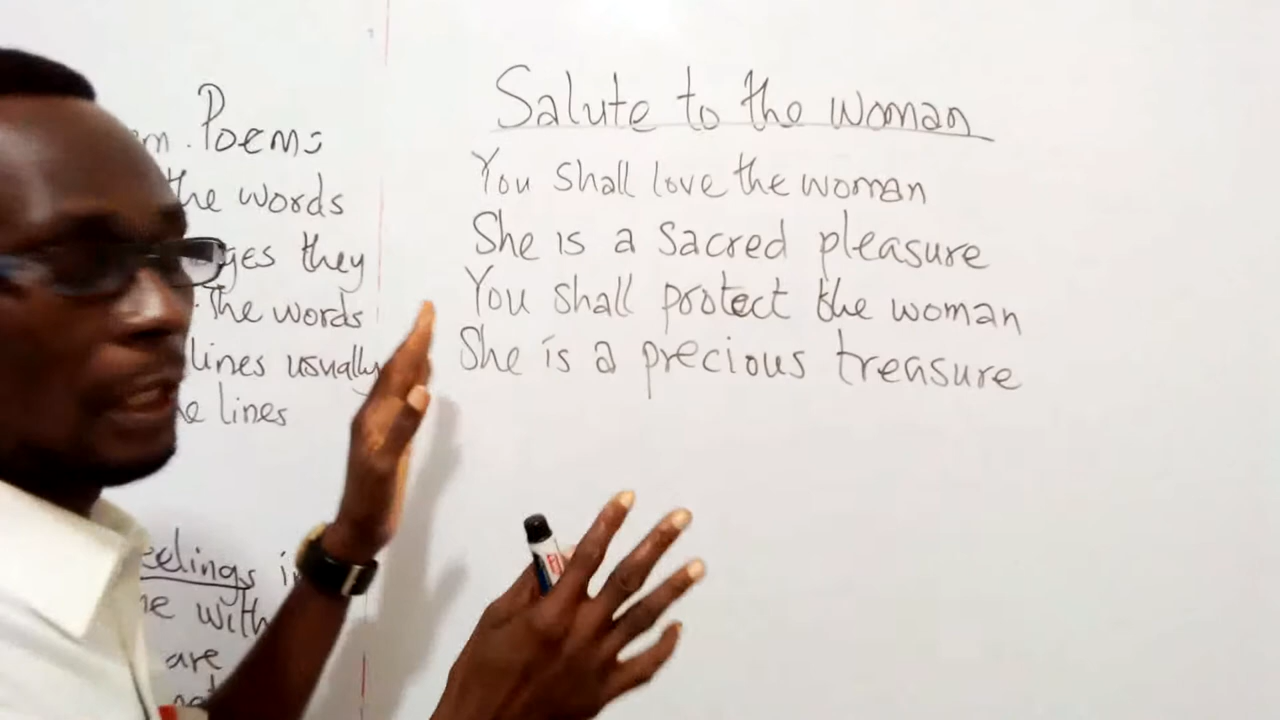 Poems
the words
they
the words
lines usually
lines
Salute to the woman
You shall love the woman
She is a sacred pleasure
You shall protect the woman
She is a precious treasure
with
are